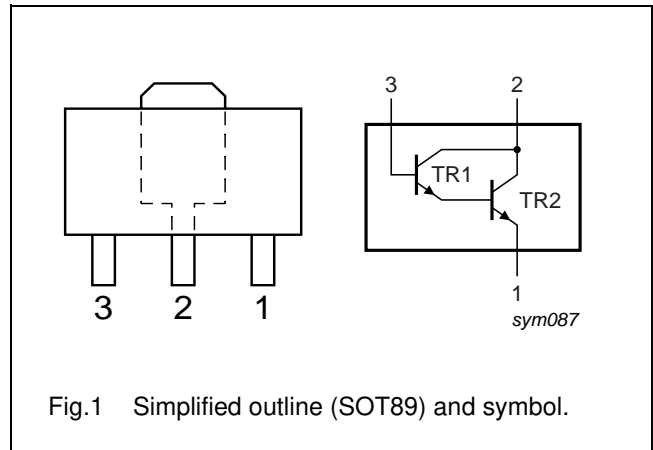 3 2
TR1
TR2
3 2 1
1
sym087
Fig.1 Simplified outline (SOT89) and symbol.